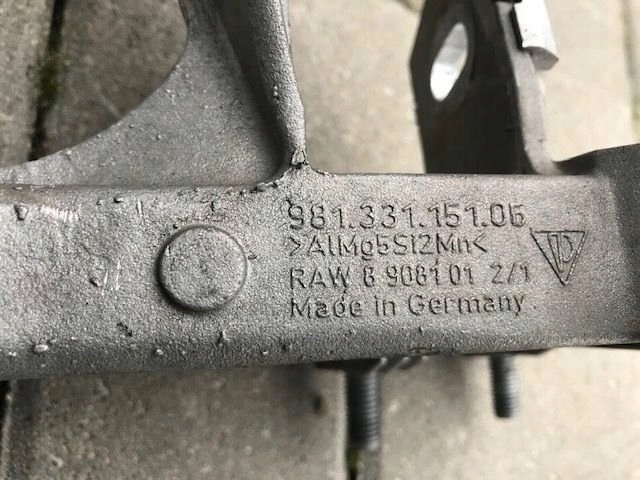 981.331.151.05
>AlMg5Si2Mn<
RAW 8 9081 01 2/1
Made in Germany